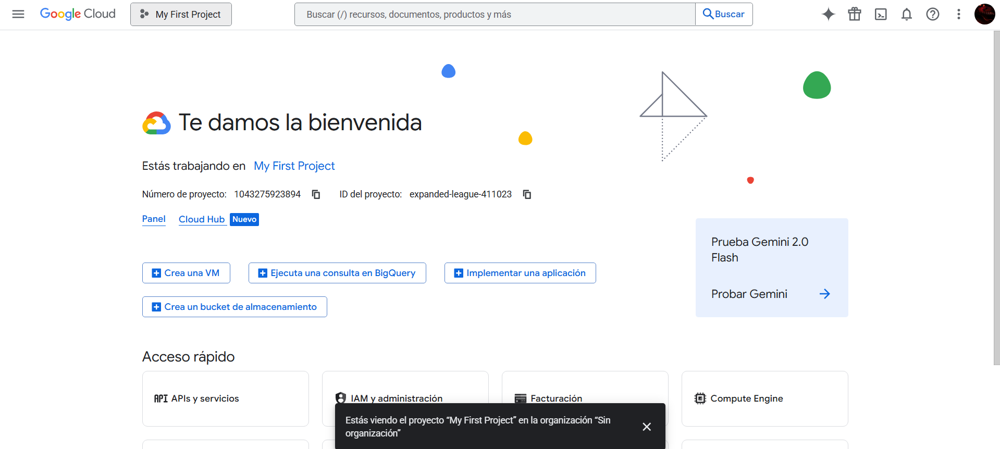 Google Cloud
My First Project
Buscar (/) recursos, documentos, productos y más
Buscar
Te damos la bienvenida
Estás trabajando en My First Project
Número de proyecto: 1043275923894 ID del proyecto: expanded-league-411023
Panel Cloud Hub Nuevo
Prueba Gemini 2.0
Flash
Probar Gemini
Crea una VM
Ejecuta una consulta en BigQuery
Implementar una aplicación
Crea un bucket de almacenamiento
Acceso rápido
API APIs y servicios
IAM y administración
Facturación
Compute Engine
Estás viendo el proyecto “My First Project” en la organización “Sin
organización”